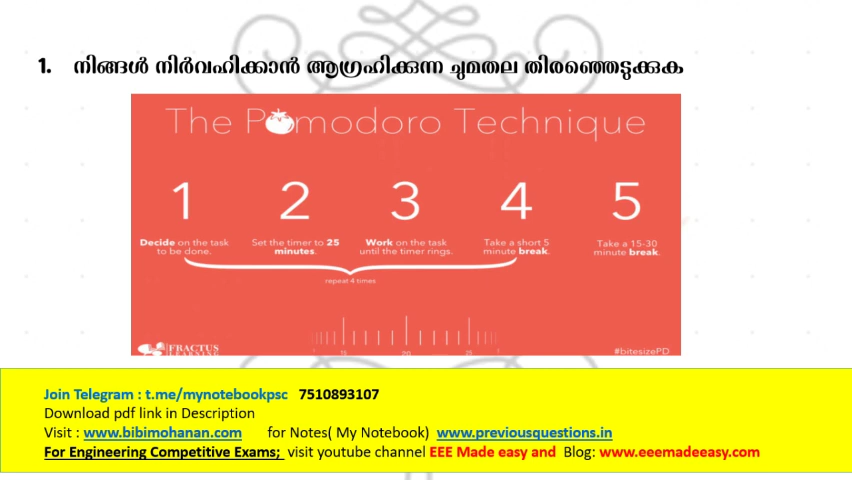 1. നിങ്ങൾ നിർവഹിക്കാൻ ആഗ്രഹിക്കുന്ന ചുമതല തിരഞ്ഞെടുക്കുക
The Pomodoro Technique
1 2 3 4 5
Decide on the task Set the timer to 25 Work on the task Take a short 5 Take a 15-30
to be done. minutes. until the timer rings. minute break. minute break.
repeat 4 times
FRACTUS
LEARNING
15 20 25
#bitesizePD
Join Telegram : t.me/mynotebookpsc 7510893107
Download pdf link in Description
Visit : www.bibimohanan.com for Notes( My Notebook) www.previousquestions.in
For Engineering Competitive Exams; visit youtube channel EEE Made easy and Blog: www.eeemadeeasy.com